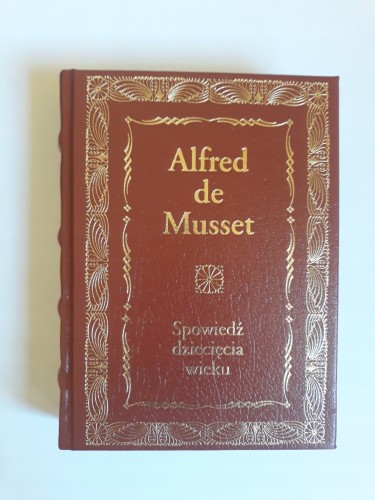 Alfred
de
Musset
Spowiedź
dziecięcia
wieku